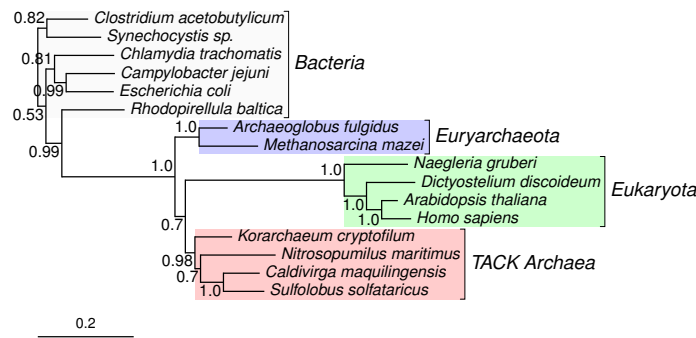 0.82
Clostridium acetobutylicum
Synechocystis sp.
0.81
Chlamydia trachomatis
Bacteria
Campylobacter jejuni
0.99
Escherichia coli
0.53
Rhodopirellula baltica
1.0
Archaeoglobus fulgidus
Euryarchaeota
0.99
Methanosarcina mazei
1.0
1.0
Naegleria gruberi
Dictyostelium discoideum
Eukaryota
1.0
Arabidopsis thaliana
1.0
Homo sapiens
0.7
Korarchaeum cryptofilum
0.98
Nitrosopumilus maritimus
TACK Archaea
0.7
Caldivirga maquilingensis
1.0
Sulfolobus solfataricus
0.2